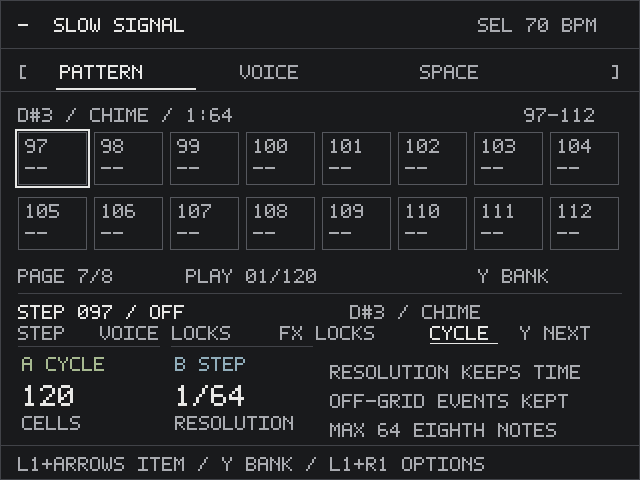 – SLOW SIGNAL SEL 70 BPM
[ PATTERN VOICE SPACE ]
D#3 / CHIME / 1:64 97–112
97 98 99 100 101 102 103 104
-- -- -- -- -- -- -- --
105 106 107 108 109 110 111 112
-- -- -- -- -- -- -- --
PAGE 7/8 PLAY 01/120 Y BANK
STEP 097 / OFF D#3 / CHIME
STEP VOICE LOCKS FX LOCKS CYCLE Y NEXT
A CYCLE B STEP
120 1/64
CELLS RESOLUTION
RESOLUTION KEEPS TIME
OFF-GRID EVENTS KEPT
MAX 64 EIGHTH NOTES
L1+ARROWS ITEM / Y BANK / L1+R1 OPTIONS